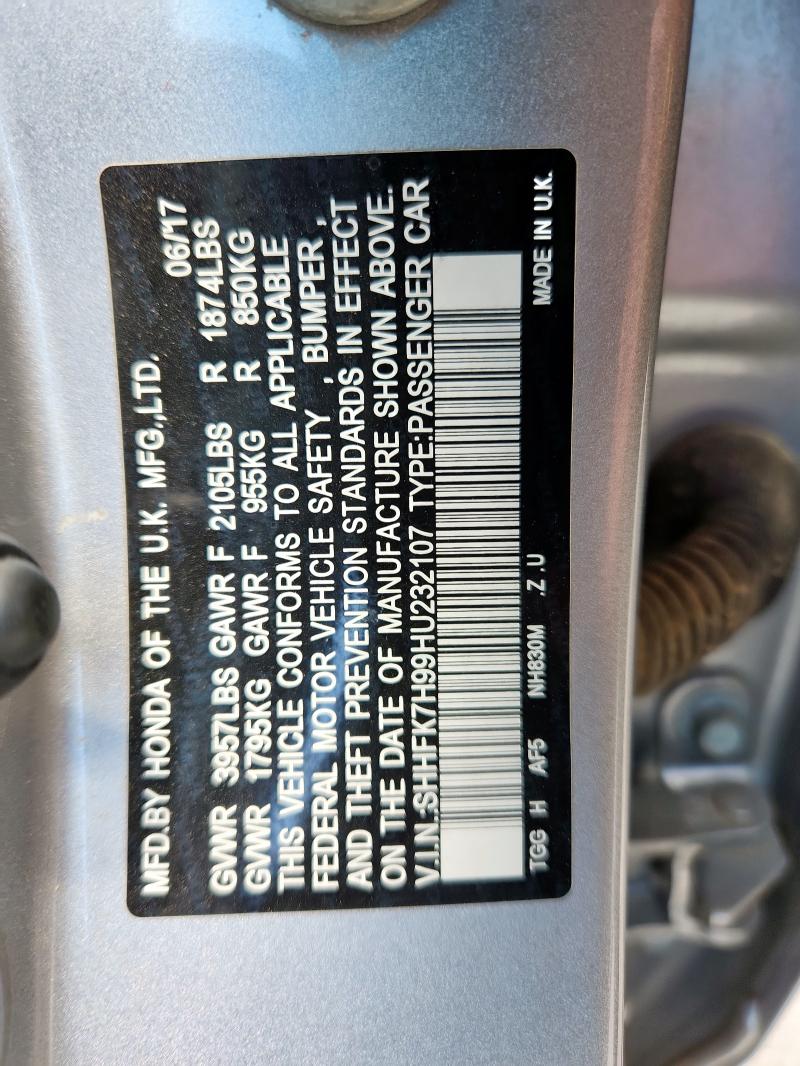 MFD.BY HONDA OF THE U.K. MFG.,LTD.
06/17
GVWR 3957LBS GAWR F 2105LBS R 1874LBS
GVWR 1795KG GAWR F 955KG R 850KG
THIS VEHICLE CONFORMS TO ALL APPLICABLE
FEDERAL MOTOR VEHICLE SAFETY , BUMPER ,
AND THEFT PREVENTION STANDARDS IN EFFECT
ON THE DATE OF MANUFACTURE SHOWN ABOVE.
V.I.N.:SHHFK7H99HU232107 TYPE:PASSENGER CAR
TGG H AF5 NH830M .Z .U MADE IN U.K.